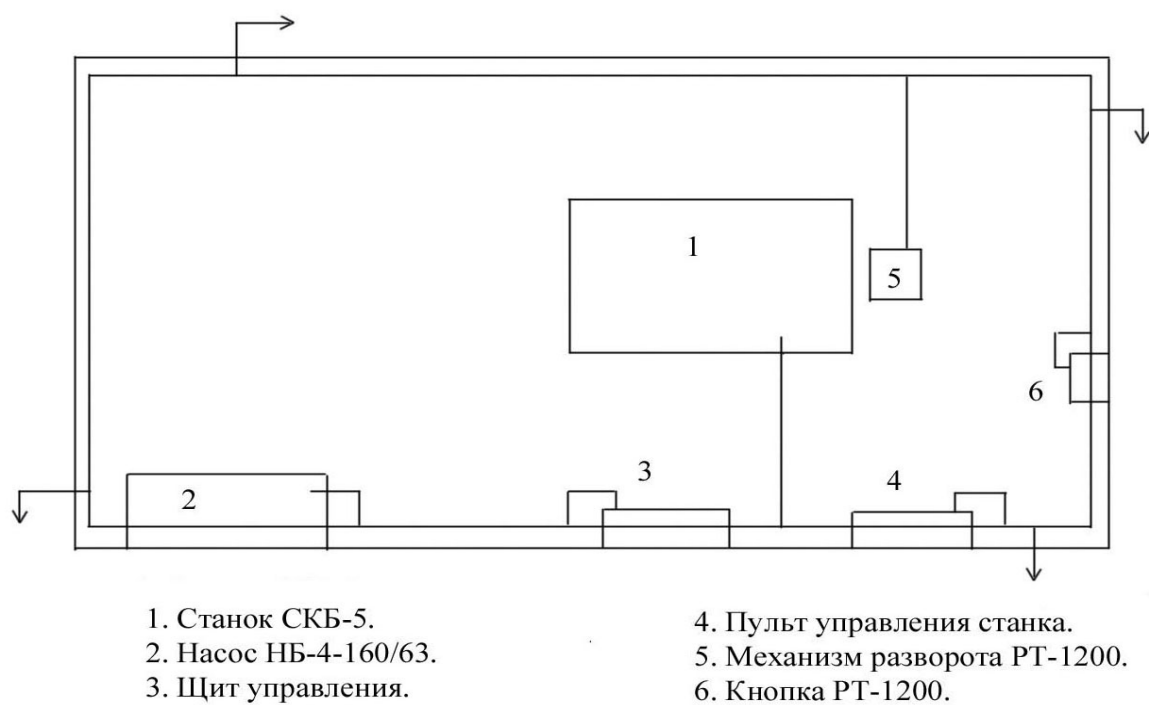 1
5
6
3
2
4
1. Станок СКБ-5.
2. Насос НБ-4-160/63.
3. Щит управления.
4. Пульт управления станка.
5. Механизм разворота РТ-1200.
6. Кнопка РТ-1200.